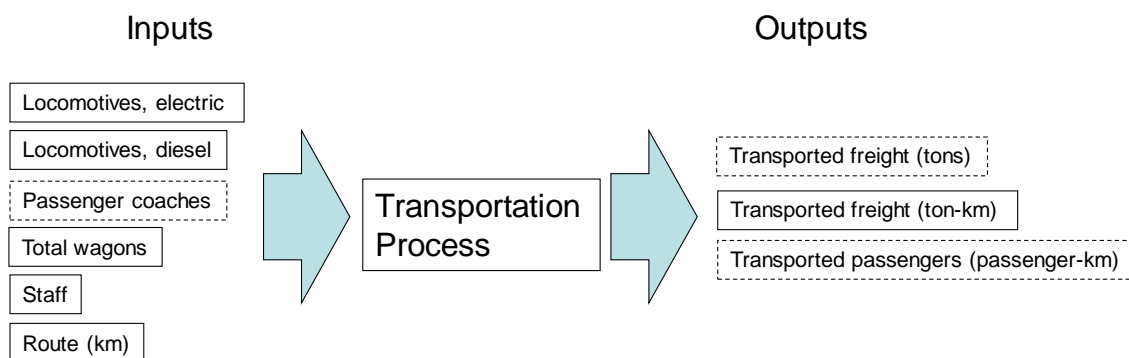 Inputs
Outputs
Locomotives, electric
Locomotives, diesel
Passenger coaches
Total wagons
Staff
Route (km)
Transportation
Process
Transported freight (tons)
Transported freight (ton-km)
Transported passengers (passenger-km)